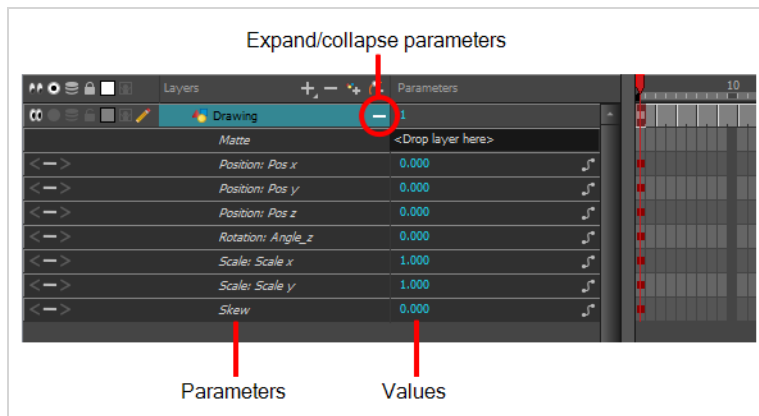 Expand/collapse parameters
Layers Parameters 10
Drawing 1
Matte <Drop layer here>
Position: Pos x 0.000
Position: Pos y 0.000
Position: Pos z 0.000
Rotation: Angle_z 0.000
Scale: Scale x 1.000
Scale: Scale y 1.000
Skew 0.000
Parameters Values